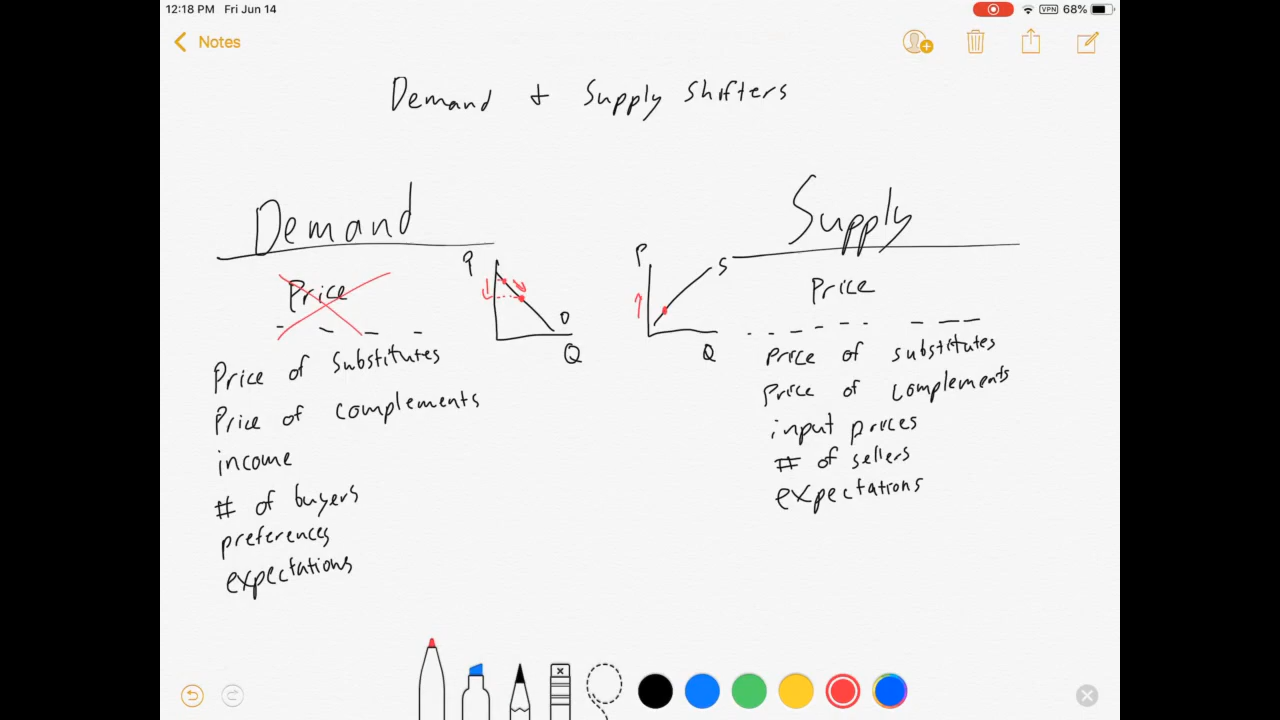 12:18 PM Fri Jun 14
VPN 68%
Notes
Demand + Supply Shifters
Demand
Supply
P
P
S
Price
Price
D
Q
Q
Price of Substitutes
Price of complements
income
# of buyers
preferences
expectations
Price of substitutes
Price of complements
input prices
# of sellers
expectations